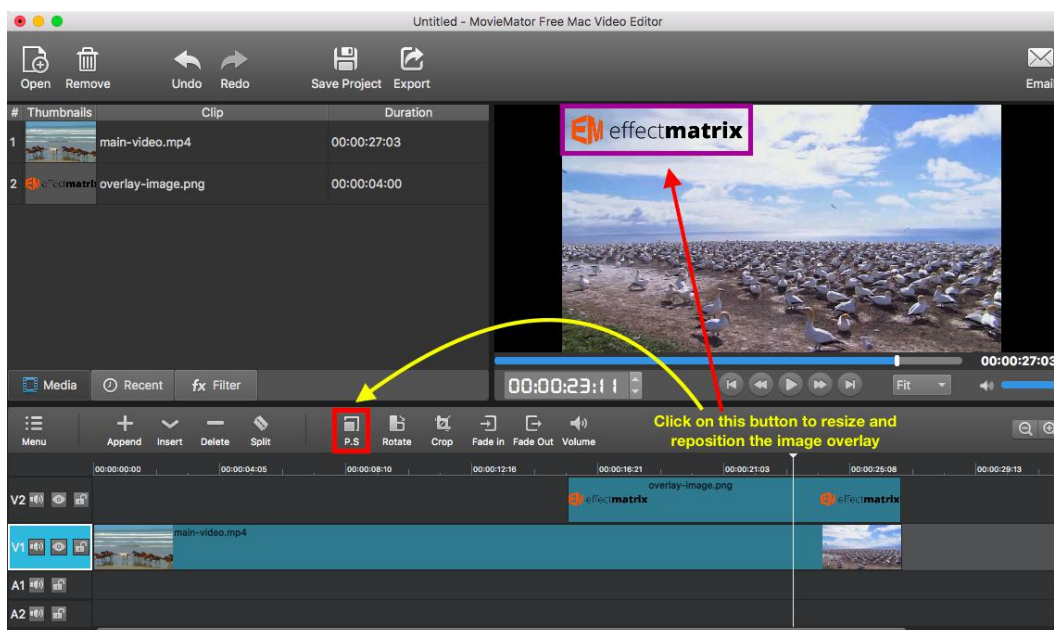 Untitled - MovieMator Free Mac Video Editor
Open Remove Undo Redo Save Project Export Email
# Thumbnails Clip Duration
1 main-video.mp4 00:00:27:03
2 effectmatrix overlay-image.png 00:00:04:00
EM effectmatrix
00:00:27:03
Media Recent fx Filter
00:00:23:11
Fit
Menu Append Insert Delete Split P.S Rotate Crop Fade in Fade Out Volume
Click on this button to resize and
reposition the image overlay
00:00:00:00 00:00:04:05 00:00:08:10 00:00:12:16 00:00:16:21 00:00:21:03 00:00:25:08 00:00:29:13
V2
overlay-image.png
effectmatrix effectmatrix
V1
main-video.mp4
A1
A2